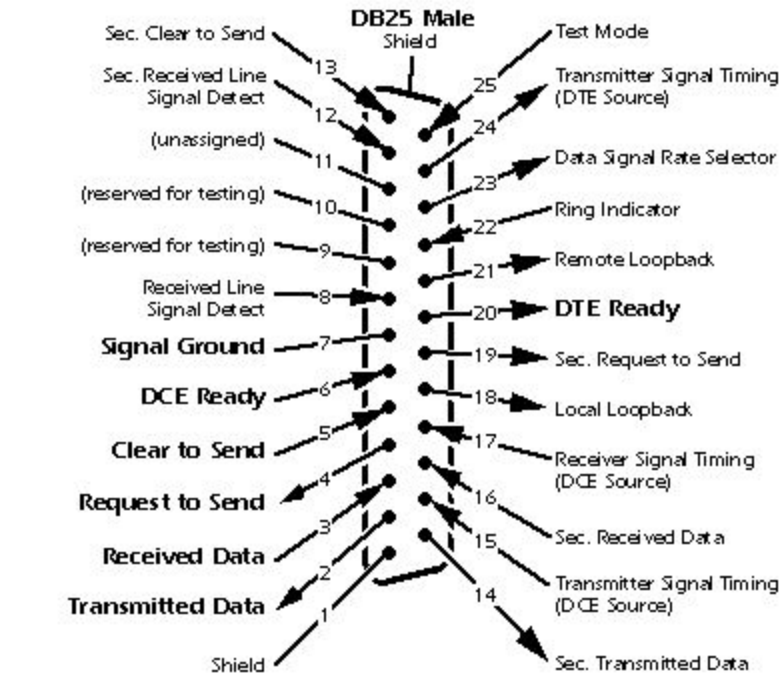 DB25 Male
Shield
Sec. Clear to Send
13
Sec. Received Line
Signal Detect
12
(unassigned)
11
(reserved for testing)
10
(reserved for testing)
9
Received Line
Signal Detect
8
Signal Ground
7
DCE Ready
6
Clear to Send
5
Request to Send
4
Received Data
3
Transmitted Data
2
Shield
1
Test Mode
25
Transmitter Signal Timing
(DTE Source)
24
Data Signal Rate Selector
23
Ring Indicator
22
Remote Loopback
21
DTE Ready
20
Sec. Request to Send
19
Local Loopback
18
Receiver Signal Timing
(DCE Source)
17
Sec. Received Data
16
Transmitter Signal Timing
(DCE Source)
15
Sec. Transmitted Data
14